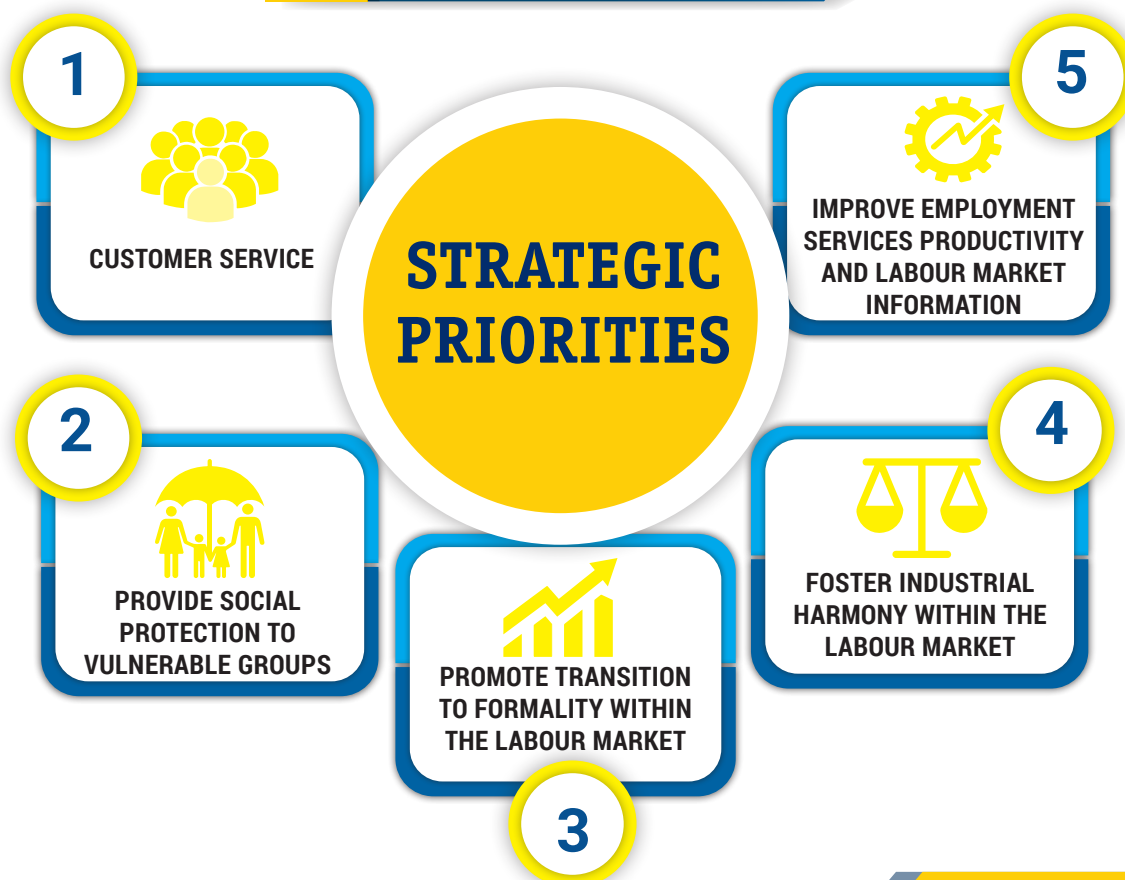 STRATEGIC
PRIORITIES
1
CUSTOMER SERVICE
2
PROVIDE SOCIAL
PROTECTION TO
VULNERABLE GROUPS
3
PROMOTE TRANSITION
TO FORMALITY WITHIN
THE LABOUR MARKET
4
FOSTER INDUSTRIAL
HARMONY WITHIN THE
LABOUR MARKET
5
IMPROVE EMPLOYMENT
SERVICES PRODUCTIVITY
AND LABOUR MARKET
INFORMATION